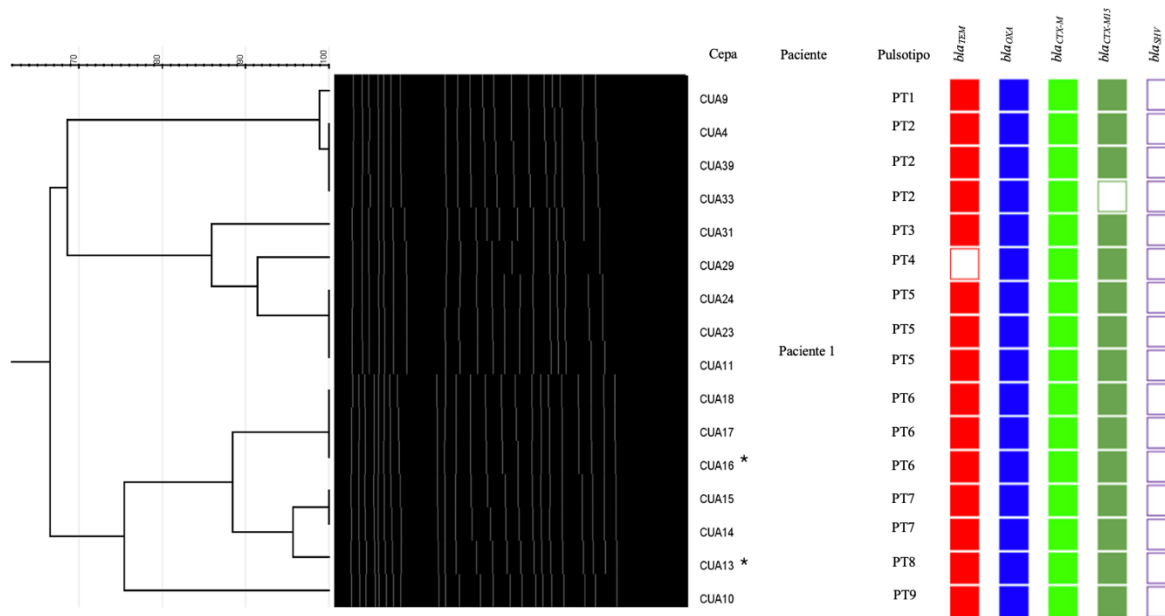 70 80 90 100
Cepa Paciente Pulsotipo blaTEM blaOXA blaCTX-M blaCTX-M15 blaSHV
CUA9 PT1
CUA4 PT2
CUA39 PT2
CUA33 PT2
CUA31 PT3
CUA29 PT4
CUA24 PT5
CUA23 PT5
Paciente 1
CUA11 PT5
CUA18 PT6
CUA17 PT6
CUA16 * PT6
CUA15 PT7
CUA14 PT7
CUA13 * PT8
CUA10 PT9